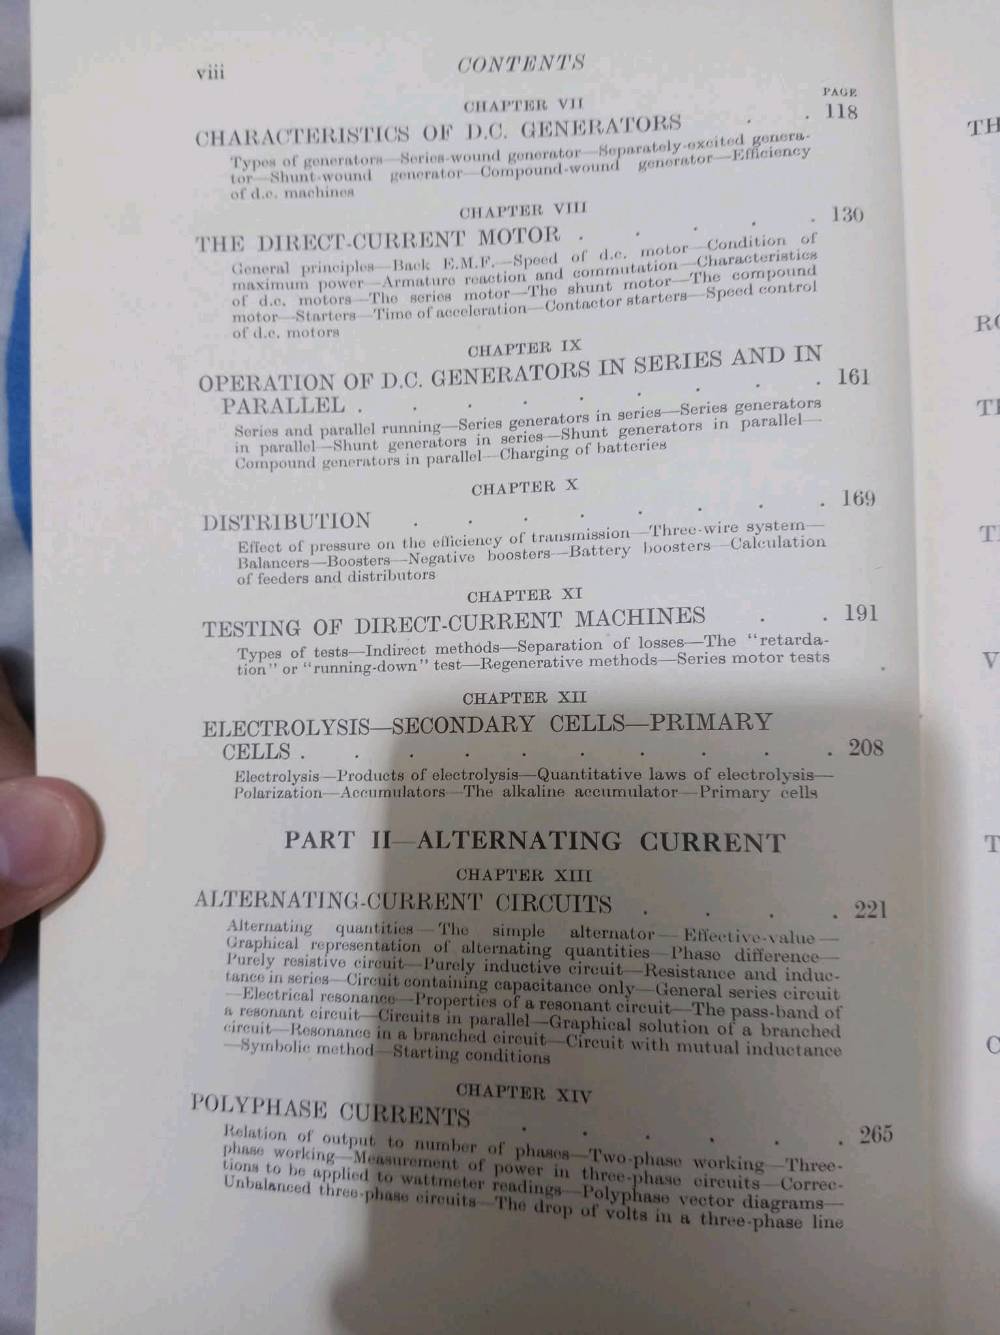 viii
CONTENTS
PAGE
CHAPTER VII
CHARACTERISTICS OF D.C. GENERATORS . . 118
Types of generators—Series-wound generator—Separately-excited genera-
tor—Shunt-wound generator—Compound-wound generator—Efficiency
of d.c. machines
CHAPTER VIII
THE DIRECT-CURRENT MOTOR . . . . . 130
General principles—Back E.M.F.—Speed of d.c. motor—Condition of
maximum power—Armature reaction and commutation—Characteristics
of d.c. motors—The series motor—The shunt motor—The compound
motor—Starters—Time of acceleration—Contactor starters—Speed control
of d.c. motors
CHAPTER IX
OPERATION OF D.C. GENERATORS IN SERIES AND IN
PARALLEL . . . . . . . . . 161
Series and parallel running—Series generators in series—Series generators
in parallel—Shunt generators in series—Shunt generators in parallel—
Compound generators in parallel—Charging of batteries
CHAPTER X
DISTRIBUTION . . . . . . . . 169
Effect of pressure on the efficiency of transmission—Three-wire system—
Balancers—Boosters—Negative boosters—Battery boosters—Calculation
of feeders and distributors
CHAPTER XI
TESTING OF DIRECT-CURRENT MACHINES . . 191
Types of tests—Indirect methods—Separation of losses—The "retarda-
tion" or "running-down" test—Regenerative methods—Series motor tests
CHAPTER XII
ELECTROLYSIS—SECONDARY CELLS—PRIMARY
CELLS . . . . . . . . . . 208
Electrolysis—Products of electrolysis—Quantitative laws of electrolysis—
Polarization—Accumulators—The alkaline accumulator—Primary cells
PART II—ALTERNATING CURRENT
CHAPTER XIII
ALTERNATING-CURRENT CIRCUITS . . . . 221
Alternating quantities—The simple alternator—Effective-value—
Graphical representation of alternating quantities—Phase difference—
Purely resistive circuit—Purely inductive circuit—Resistance and induc-
tance in series—Circuit containing capacitance only—General series circuit
—Electrical resonance—Properties of a resonant circuit—The pass-band of
a resonant circuit—Circuits in parallel—Graphical solution of a branched
circuit—Resonance in a branched circuit—Circuit with mutual inductance
—Symbolic method—Starting conditions
CHAPTER XIV
POLYPHASE CURRENTS . . . . . . 265
Relation of output to number of phases—Two-phase working—Three-
phase working—Measurement of power in three-phase circuits—Correc-
tions to be applied to wattmeter readings—Polyphase vector diagrams—
Unbalanced three-phase circuits—The drop of volts in a three-phase line